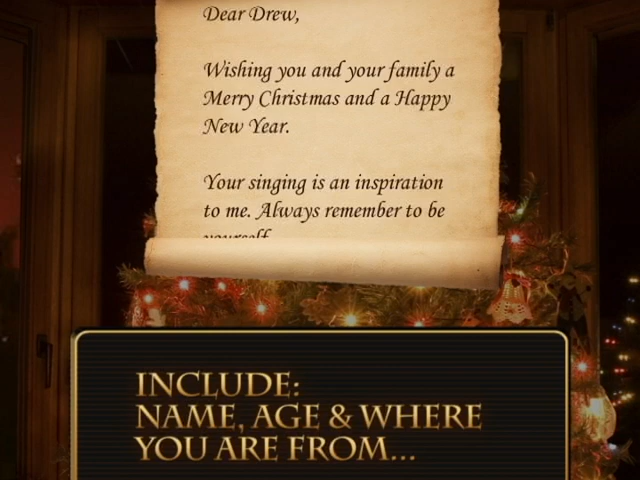 Dear Drew,
Wishing you and your family a
Merry Christmas and a Happy
New Year.
Your singing is an inspiration
to me. Always remember to be
yourself
INCLUDE:
NAME, AGE & WHERE
YOU ARE FROM...